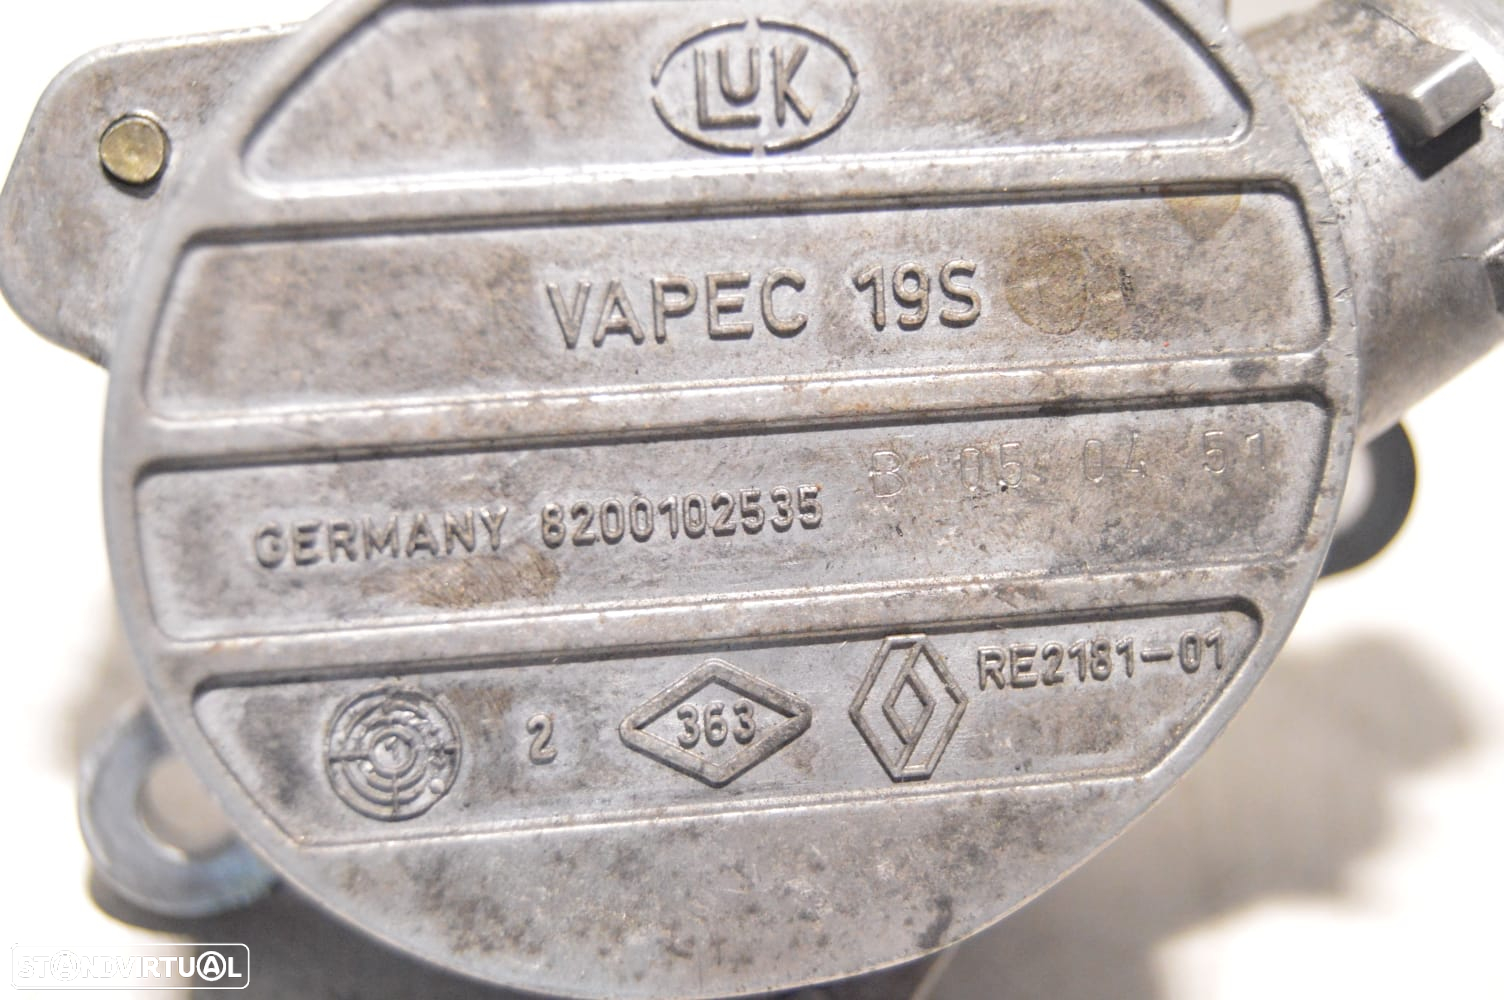 LUK
VAPEC 19S
GERMANY 8200102535 B 05 04 51
2 363 RE2181-01
STANDVIRTUAL